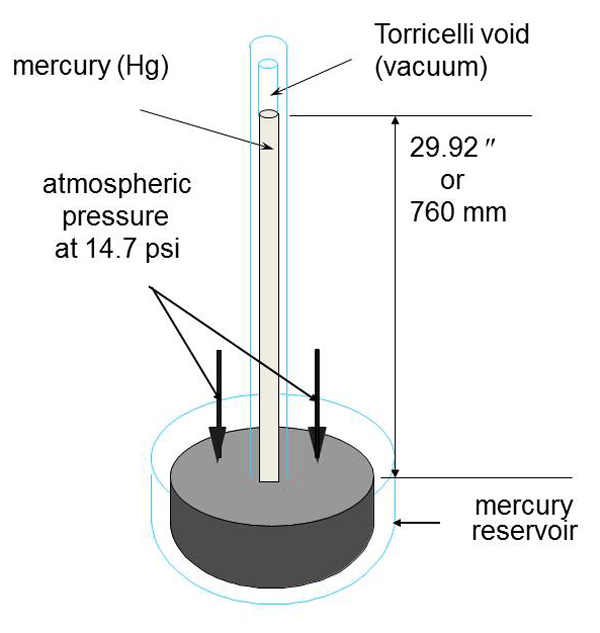 Torricelli void
(vacuum)
mercury (Hg)
29.92 "
or
760 mm
atmospheric
pressure
at 14.7 psi
mercury
reservoir